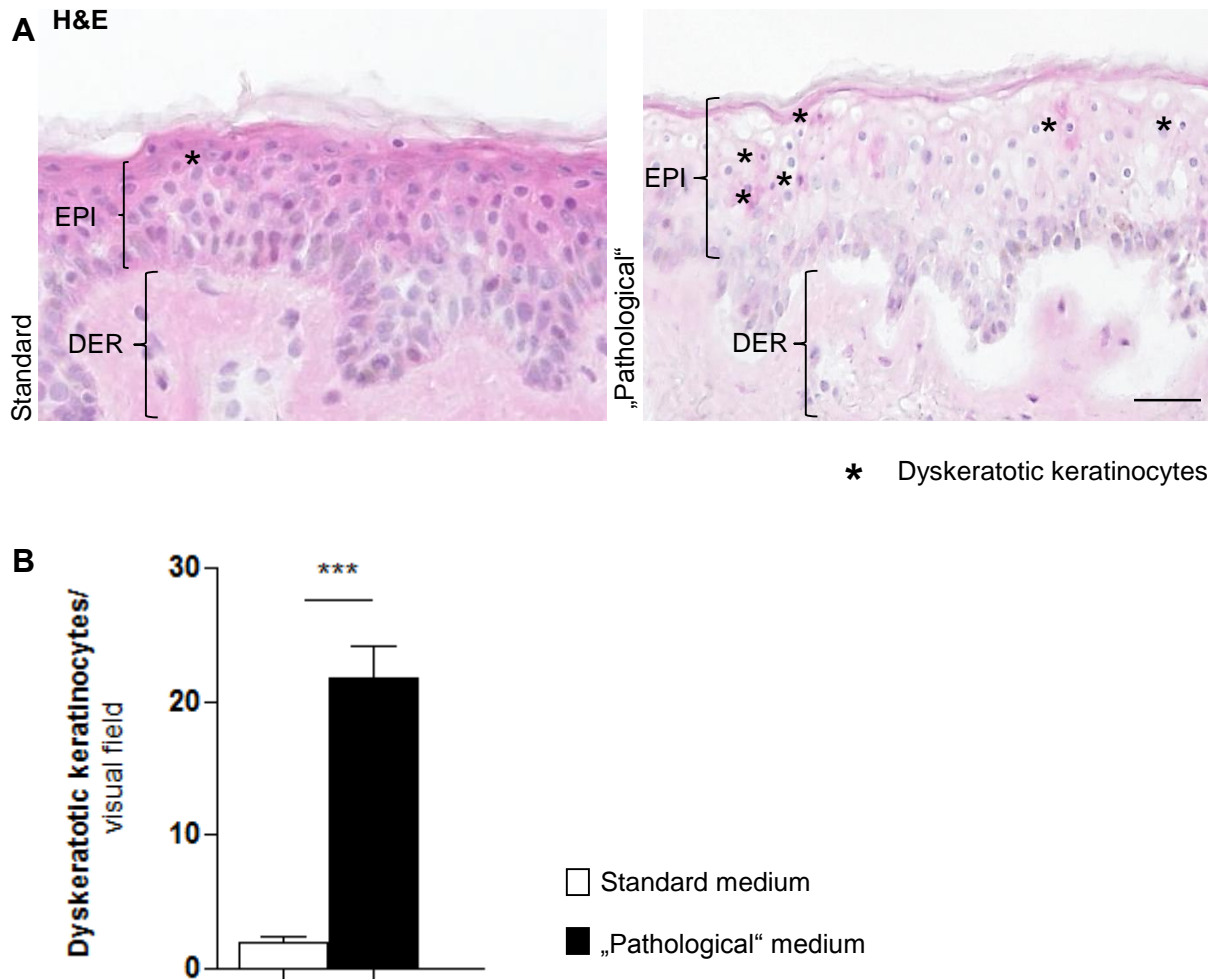 A
H&E
Standard
EPI
DER
*
„Pathological“
EPI
DER
*
*
*
*
*
*
* Dyskeratotic keratinocytes
B
Dyskeratotic keratinocytes/
visual field
30
20
10
0
***
Standard medium
„Pathological“ medium